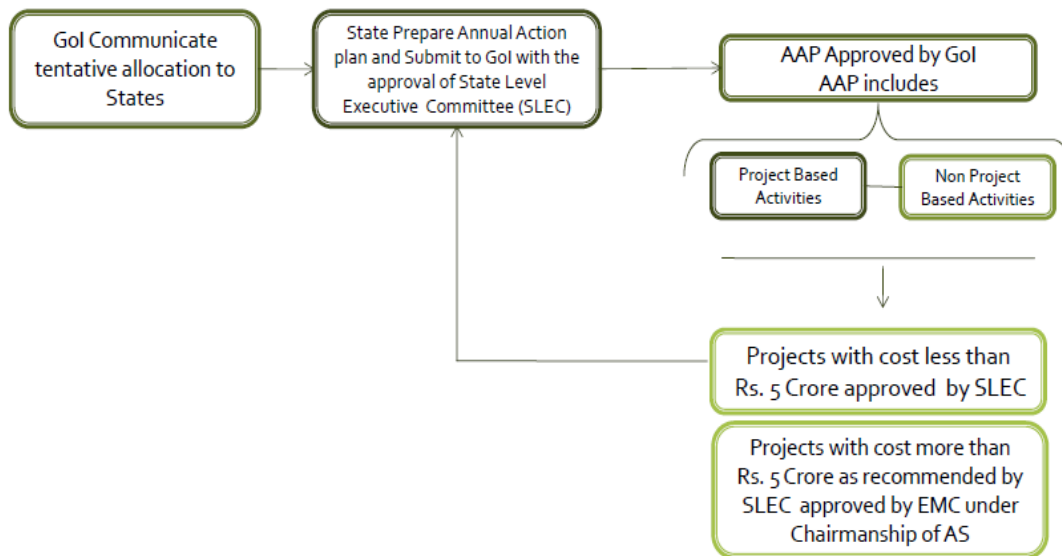 GoI Communicate
tentative allocation to
States
State Prepare Annual Action
plan and Submit to GoI with the
approval of State Level
Executive Committee (SLEC)
AAP Approved by GoI
AAP includes
Project Based
Activities
Non Project
Based Activities
Projects with cost less than
Rs. 5 Crore approved by SLEC
Projects with cost more than
Rs. 5 Crore as recommended by
SLEC approved by EMC under
Chairmanship of AS